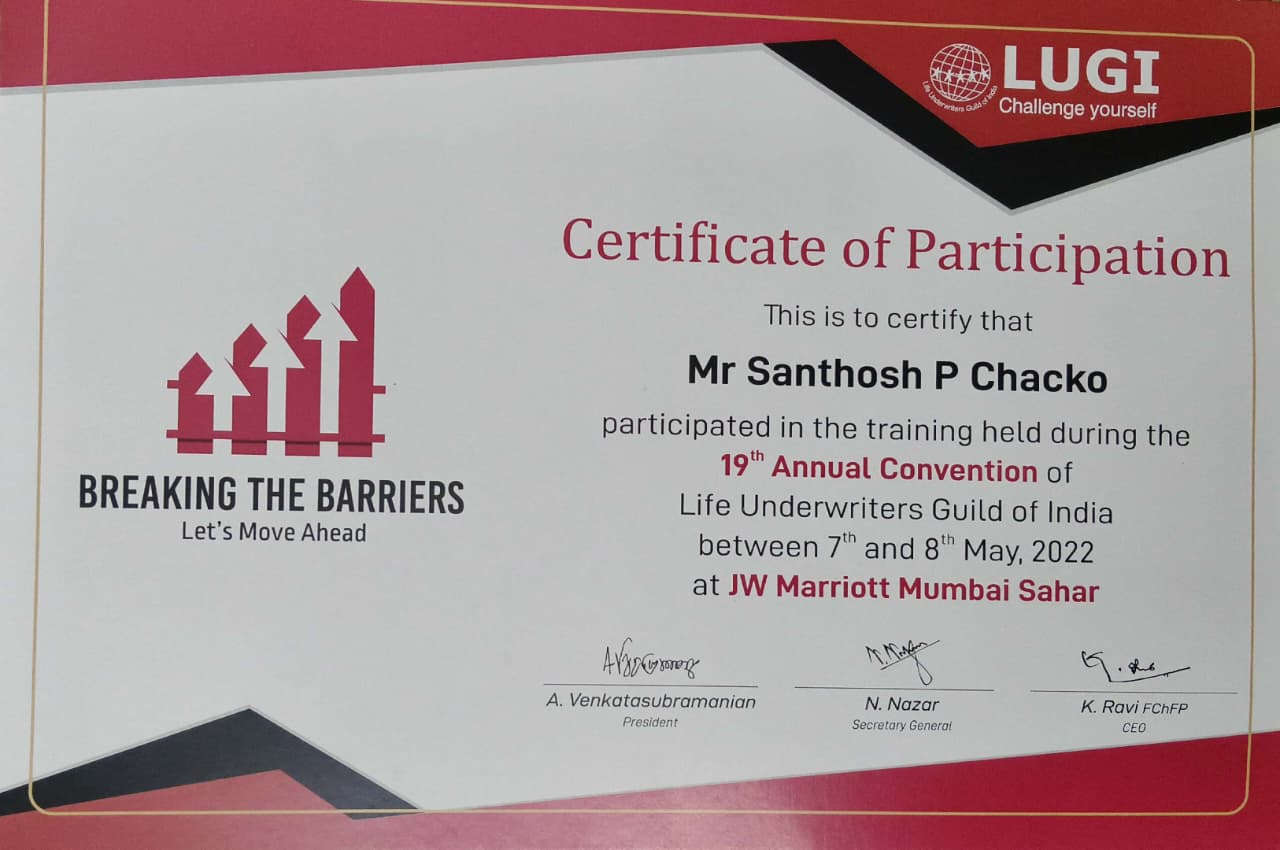 LUGI
Challenge yourself
Life Underwriters Guild of India
Certificate of Participation
This is to certify that
Mr Santhosh P Chacko
participated in the training held during the
19th Annual Convention of
Life Underwriters Guild of India
between 7th and 8th May, 2022
at JW Marriott Mumbai Sahar
BREAKING THE BARRIERS
Let's Move Ahead
A. Venkatasubramanian
President
N. Nazar
Secretary General
K. Ravi FChFP
CEO